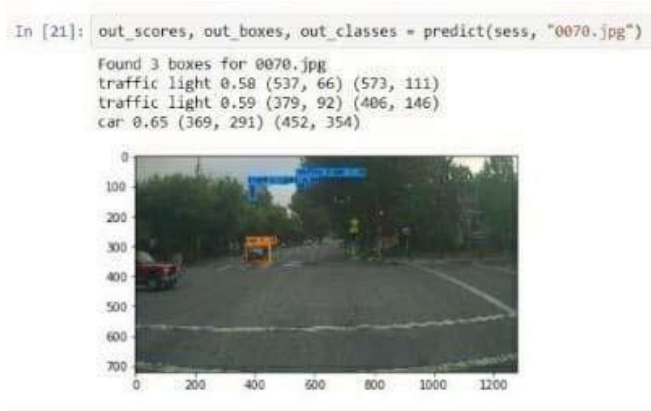 In [21]: out_scores, out_boxes, out_classes = predict(sess, "0070.jpg")
Found 3 boxes for 0070.jpg
traffic light 0.58 (537, 66) (573, 111)
traffic light 0.59 (379, 92) (406, 146)
car 0.65 (369, 291) (452, 354)
0
100
200
300
400
500
600
700
0 200 400 600 800 1000 1200